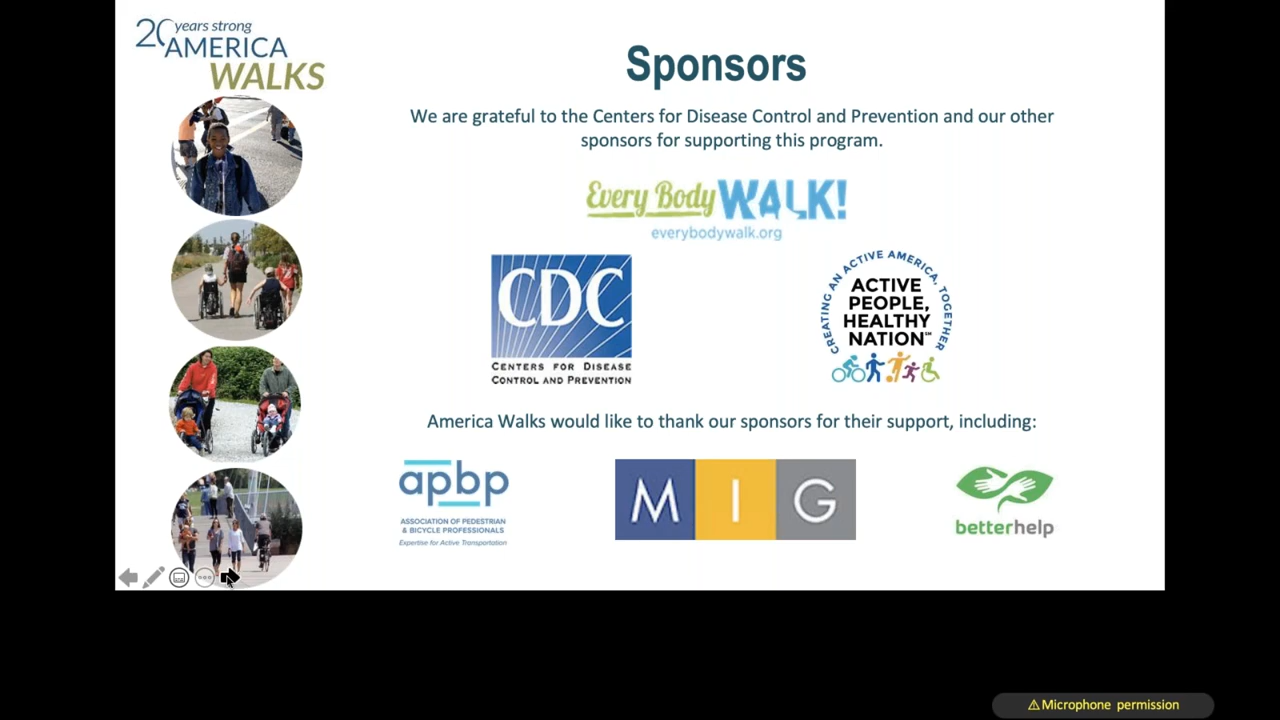 20 years strong
AMERICA
WALKS
Sponsors
We are grateful to the Centers for Disease Control and Prevention and our other
sponsors for supporting this program.
Every Body WALK!
everybodywalk.org
CDC
CENTERS FOR DISEASE
CONTROL AND PREVENTION
CREATING AN ACTIVE AMERICA, TOGETHER
ACTIVE
PEOPLE,
HEALTHY
NATION℠
America Walks would like to thank our sponsors for their support, including:
apbp
ASSOCIATION OF PEDESTRIAN
& BICYCLE PROFESSIONALS
Expertise for Active Transportation
M I G
betterhelp
⚠Microphone permission